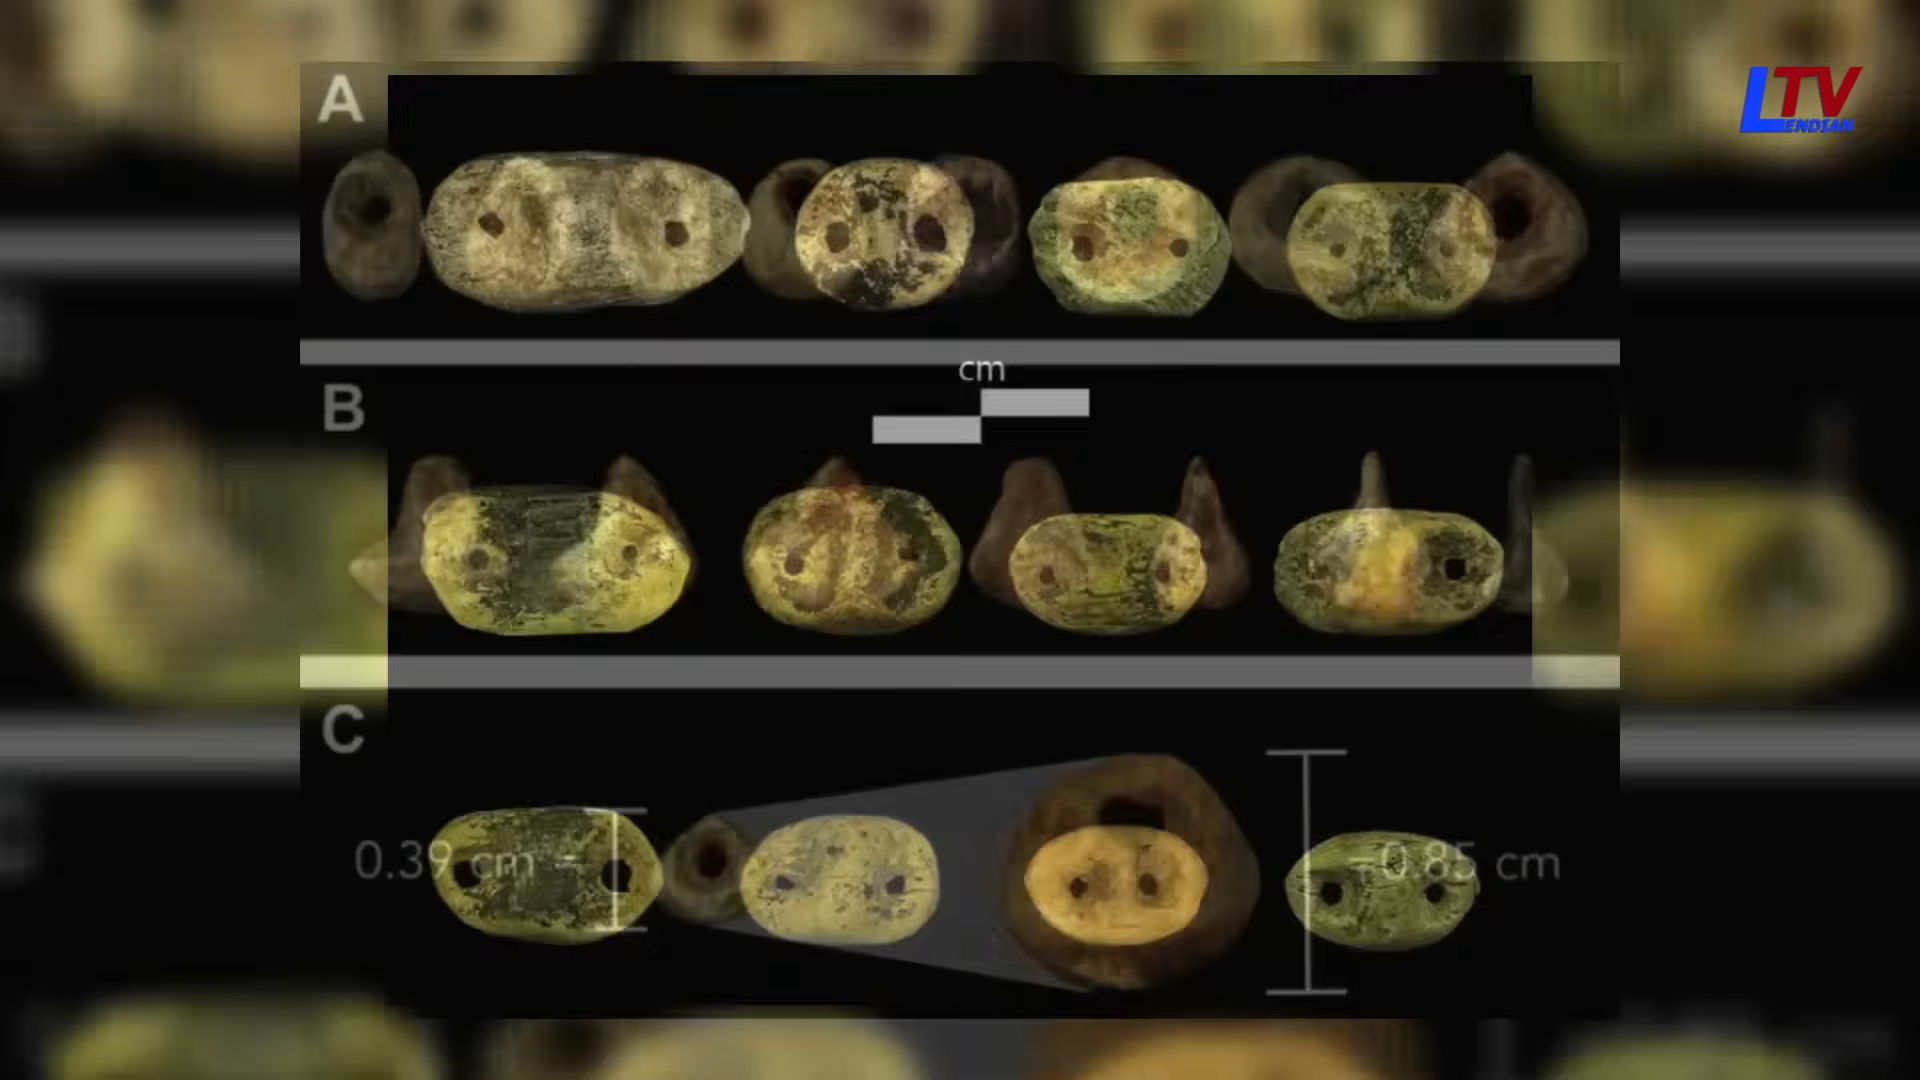 A
LTV
ENDIAN
cm
B
C
0.39 cm –
–0.85 cm